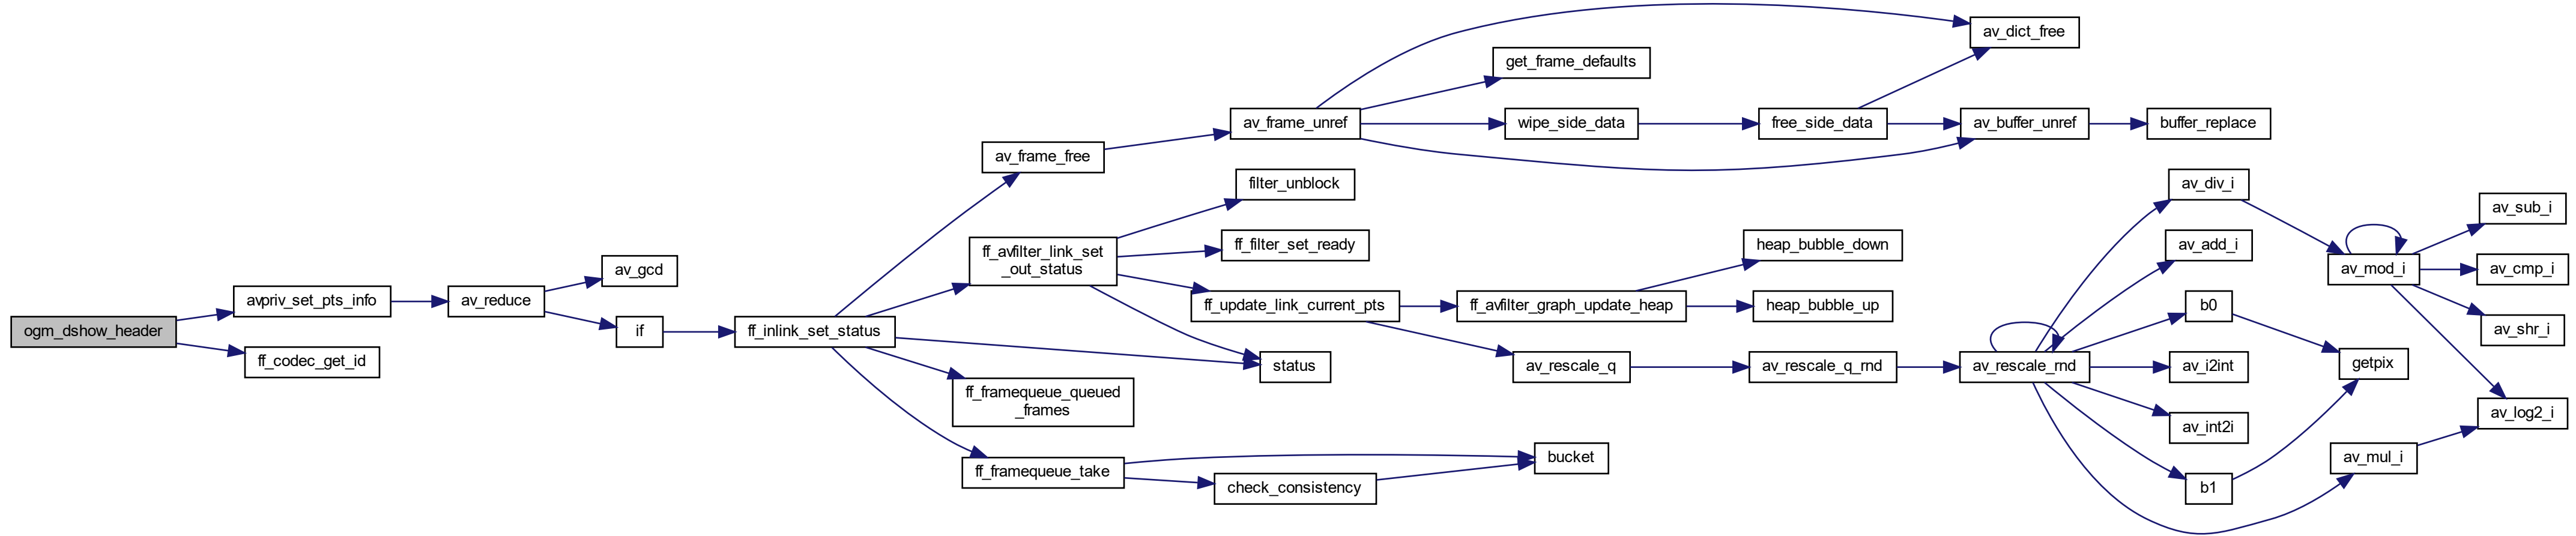 ogm_dshow_header
avpriv_set_pts_info
ff_codec_get_id
av_reduce
av_gcd
if
ff_inlink_set_status
av_frame_free
ff_avfilter_link_set
_out_status
ff_framequeue_queued
_frames
ff_framequeue_take
av_frame_unref
filter_unblock
ff_filter_set_ready
ff_update_link_current_pts
status
check_consistency
bucket
get_frame_defaults
wipe_side_data
ff_avfilter_graph_update_heap
av_rescale_q
free_side_data
heap_bubble_down
heap_bubble_up
av_rescale_q_rnd
av_dict_free
av_buffer_unref
buffer_replace
av_rescale_rnd
av_div_i
av_add_i
b0
av_i2int
av_int2i
b1
av_mod_i
getpix
av_mul_i
av_sub_i
av_cmp_i
av_shr_i
av_log2_i